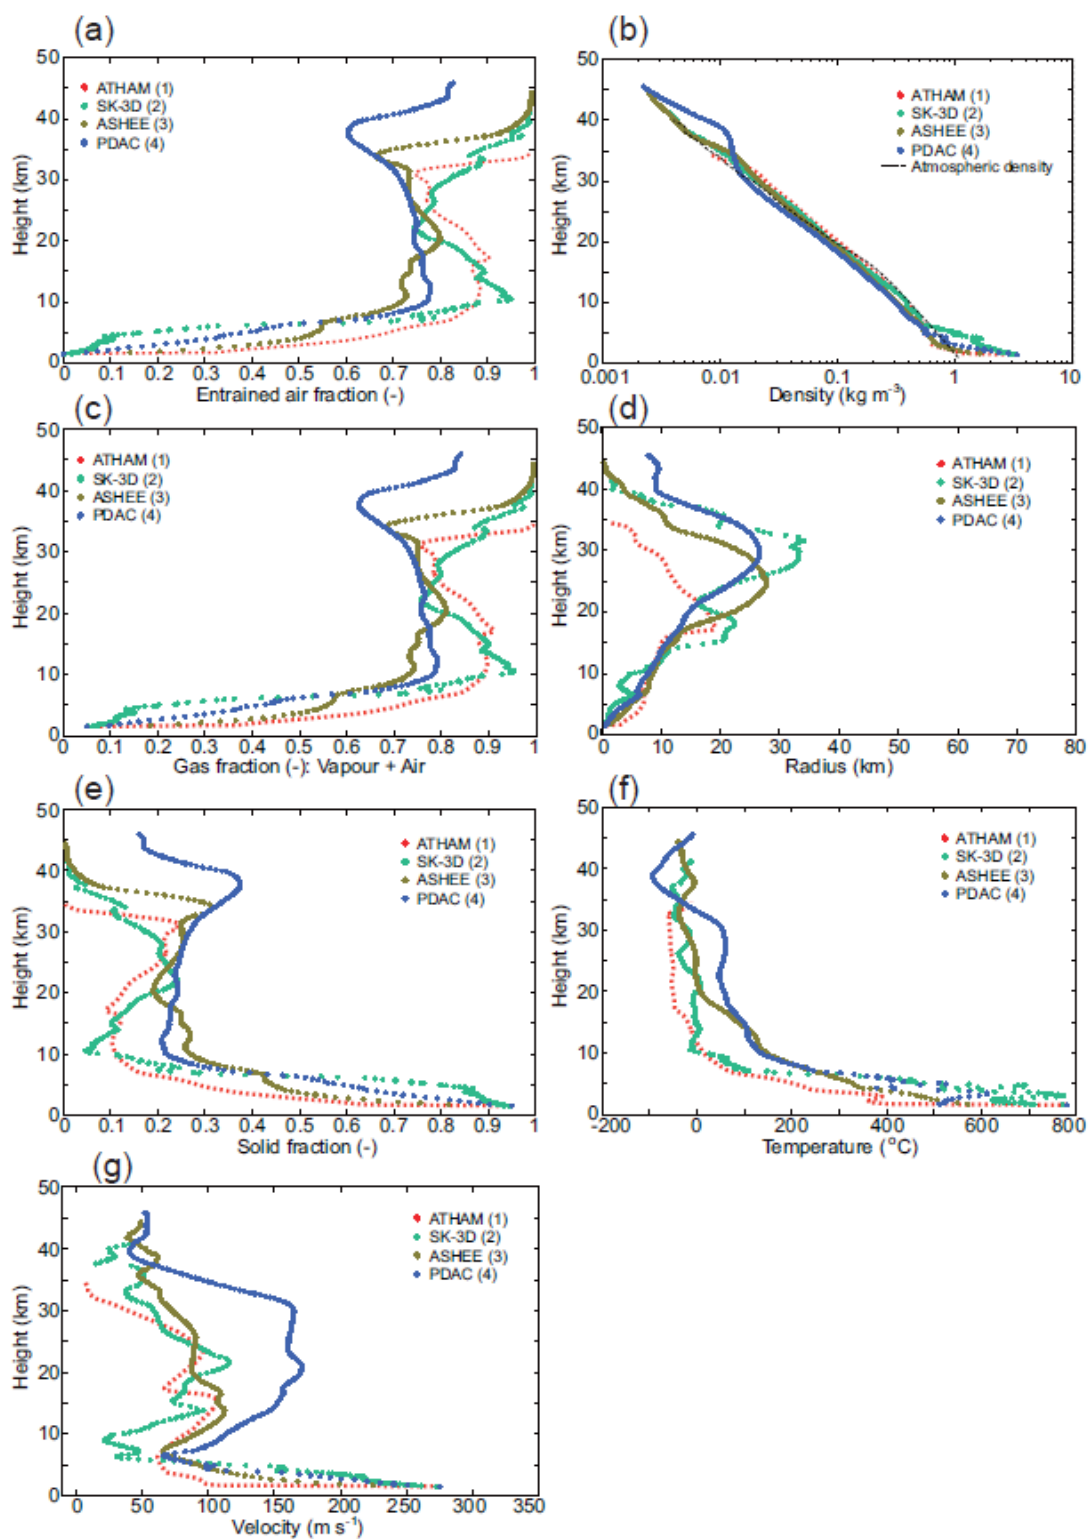 (a)
50
40
30
20
10
0
Height (km)
ATHAM (1)
SK-3D (2)
ASHEE (3)
PDAC (4)
0 0.1 0.2 0.3 0.4 0.5 0.6 0.7 0.8 0.9 1
Entrained air fraction (-)
(b)
50
40
30
20
10
0
Height (km)
ATHAM (1)
SK-3D (2)
ASHEE (3)
PDAC (4)
Atmospheric density
0.001 0.01 0.1 1 10
Density (kg m⁻³)
(c)
50
40
30
20
10
0
Height (km)
ATHAM (1)
SK-3D (2)
ASHEE (3)
PDAC (4)
0 0.1 0.2 0.3 0.4 0.5 0.6 0.7 0.8 0.9 1
Gas fraction (-): Vapour + Air
(d)
50
40
30
20
10
0
Height (km)
ATHAM (1)
SK-3D (2)
ASHEE (3)
PDAC (4)
0 10 20 30 40 50 60 70 80
Radius (km)
(e)
50
40
30
20
10
0
Height (km)
ATHAM (1)
SK-3D (2)
ASHEE (3)
PDAC (4)
0 0.1 0.2 0.3 0.4 0.5 0.6 0.7 0.8 0.9 1
Solid fraction (-)
(f)
50
40
30
20
10
0
Height (km)
ATHAM (1)
SK-3D (2)
ASHEE (3)
PDAC (4)
-200 0 200 400 600 800
Temperature (°C)
(g)
50
40
30
20
10
0
Height (km)
ATHAM (1)
SK-3D (2)
ASHEE (3)
PDAC (4)
0 50 100 150 200 250 300 350
Velocity (m s⁻¹)